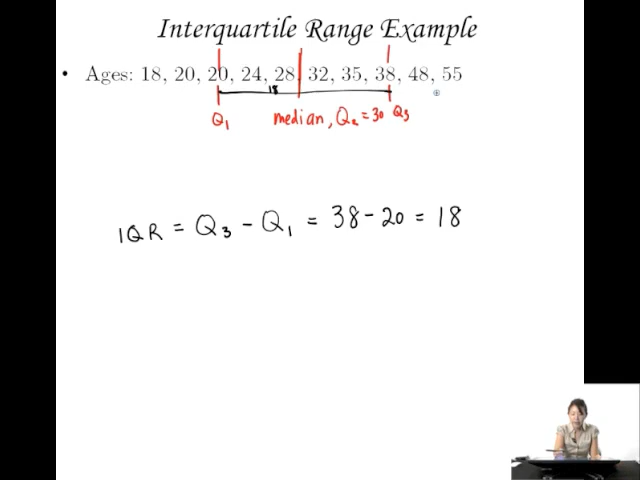 Interquartile Range Example
• Ages: 18, 20, 20, 24, 28, 32, 35, 38, 48, 55
18
Q1 median, Q2 = 30 Q3
IQR = Q3 - Q1 = 38 - 20 = 18